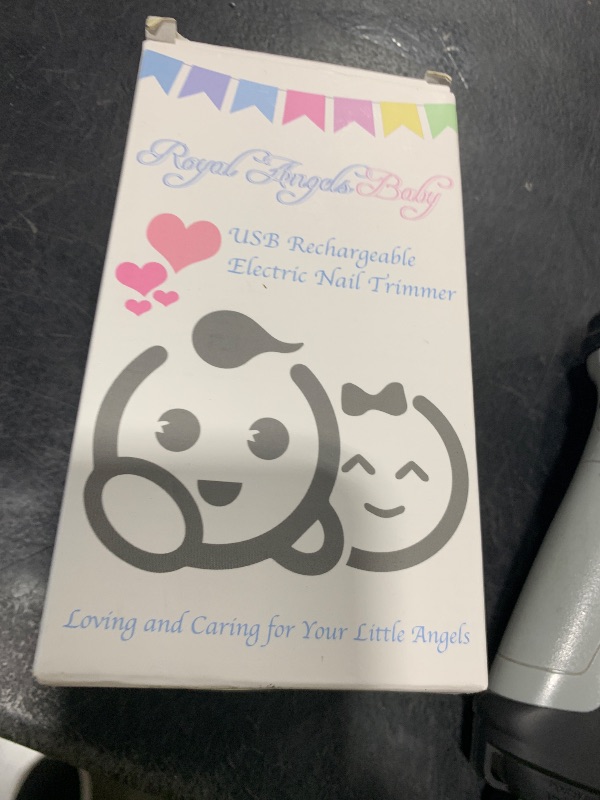 Royal Angels Baby
USB Rechargeable
Electric Nail Trimmer
Loving and Caring for Your Little Angels